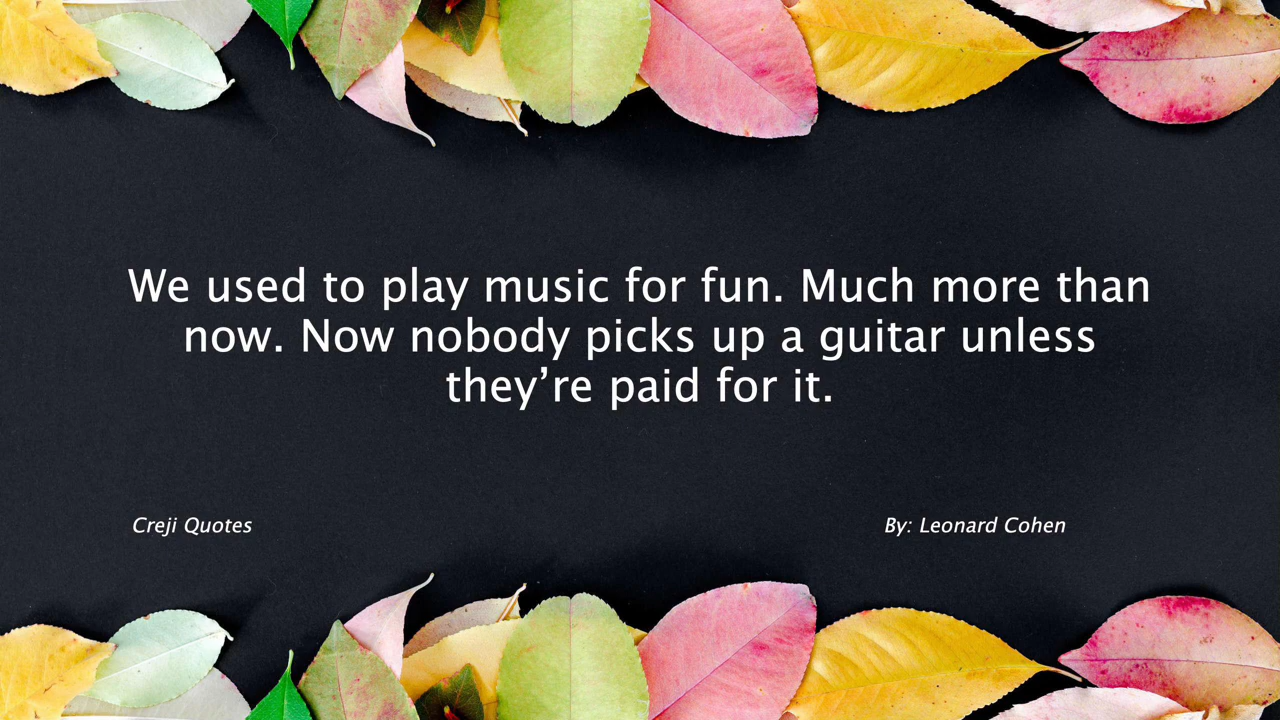 We used to play music for fun. Much more than
now. Now nobody picks up a guitar unless
they’re paid for it.
Creji Quotes
By: Leonard Cohen